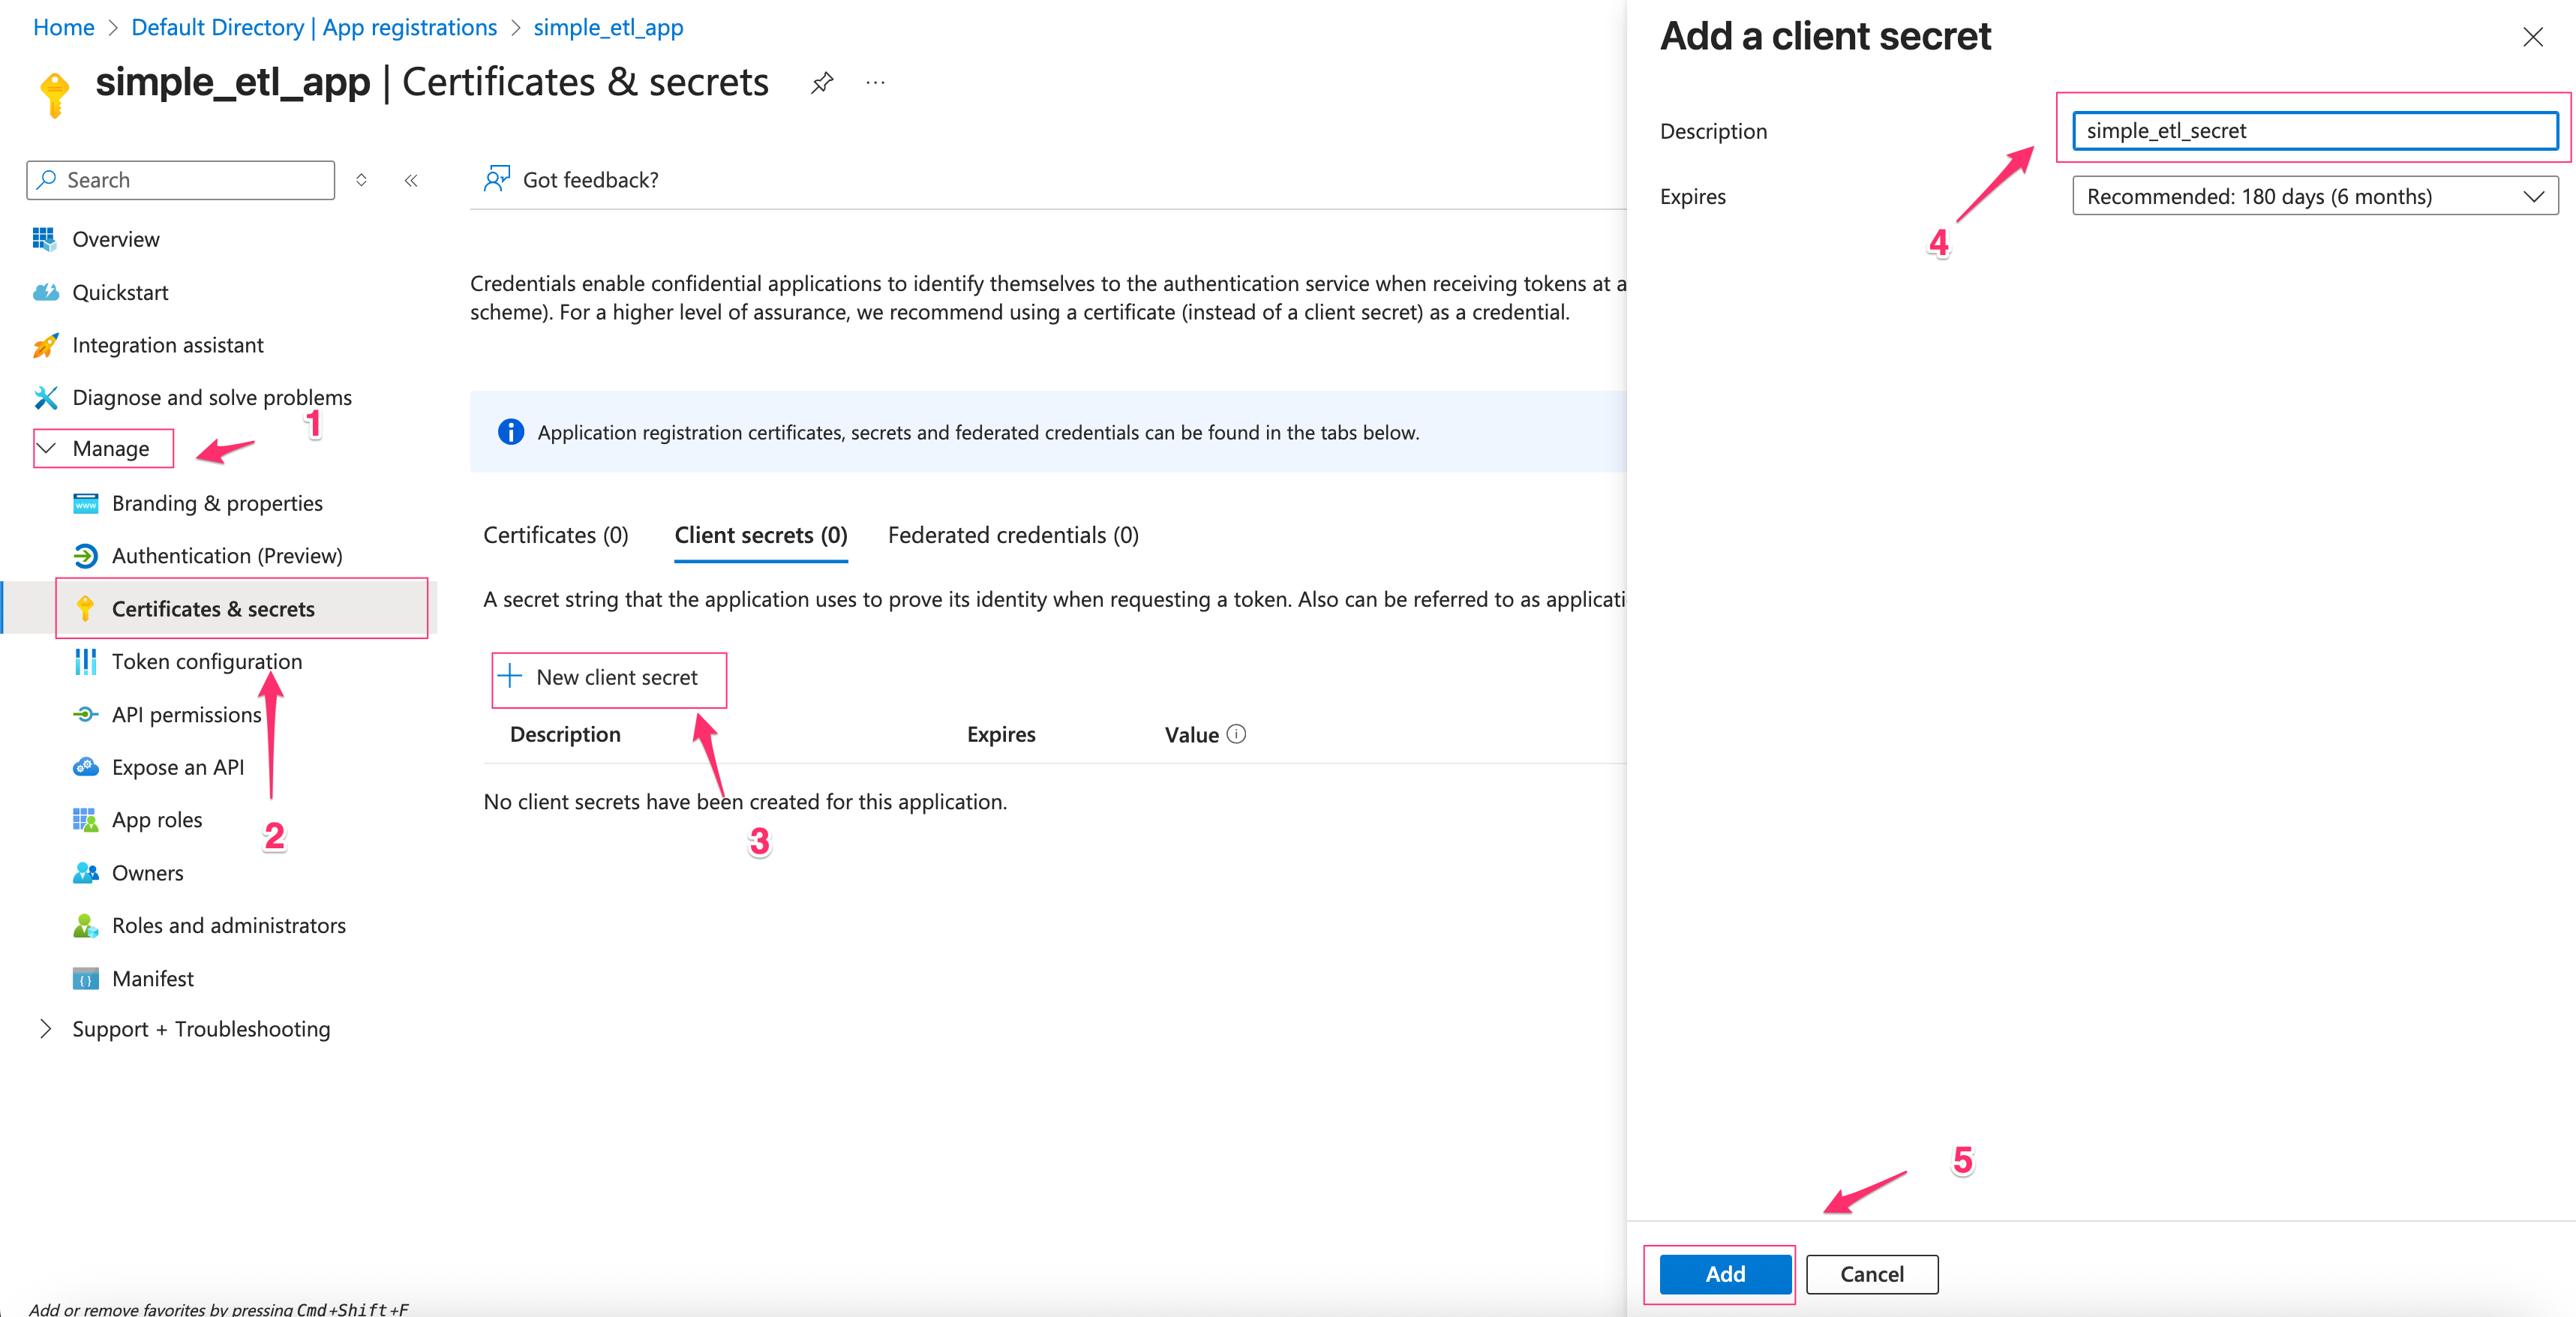 Home > Default Directory | App registrations > simple_etl_app
simple_etl_app | Certificates & secrets ...
Search
Overview
Quickstart
Integration assistant
Diagnose and solve problems
1
Manage
Branding & properties
Authentication (Preview)
Certificates & secrets
Token configuration
API permissions
Expose an API
App roles
2
Owners
Roles and administrators
Manifest
Support + Troubleshooting
Add or remove favorites by pressing Cmd+Shift+F
Got feedback?
Credentials enable confidential applications to identify themselves to the authentication service when receiving tokens at a
scheme). For a higher level of assurance, we recommend using a certificate (instead of a client secret) as a credential.
Application registration certificates, secrets and federated credentials can be found in the tabs below.
Certificates (0) Client secrets (0) Federated credentials (0)
A secret string that the application uses to prove its identity when requesting a token. Also can be referred to as applicati
New client secret
Description Expires Value
No client secrets have been created for this application.
3
Add a client secret
Description simple_etl_secret
Expires Recommended: 180 days (6 months)
4
5
Add Cancel